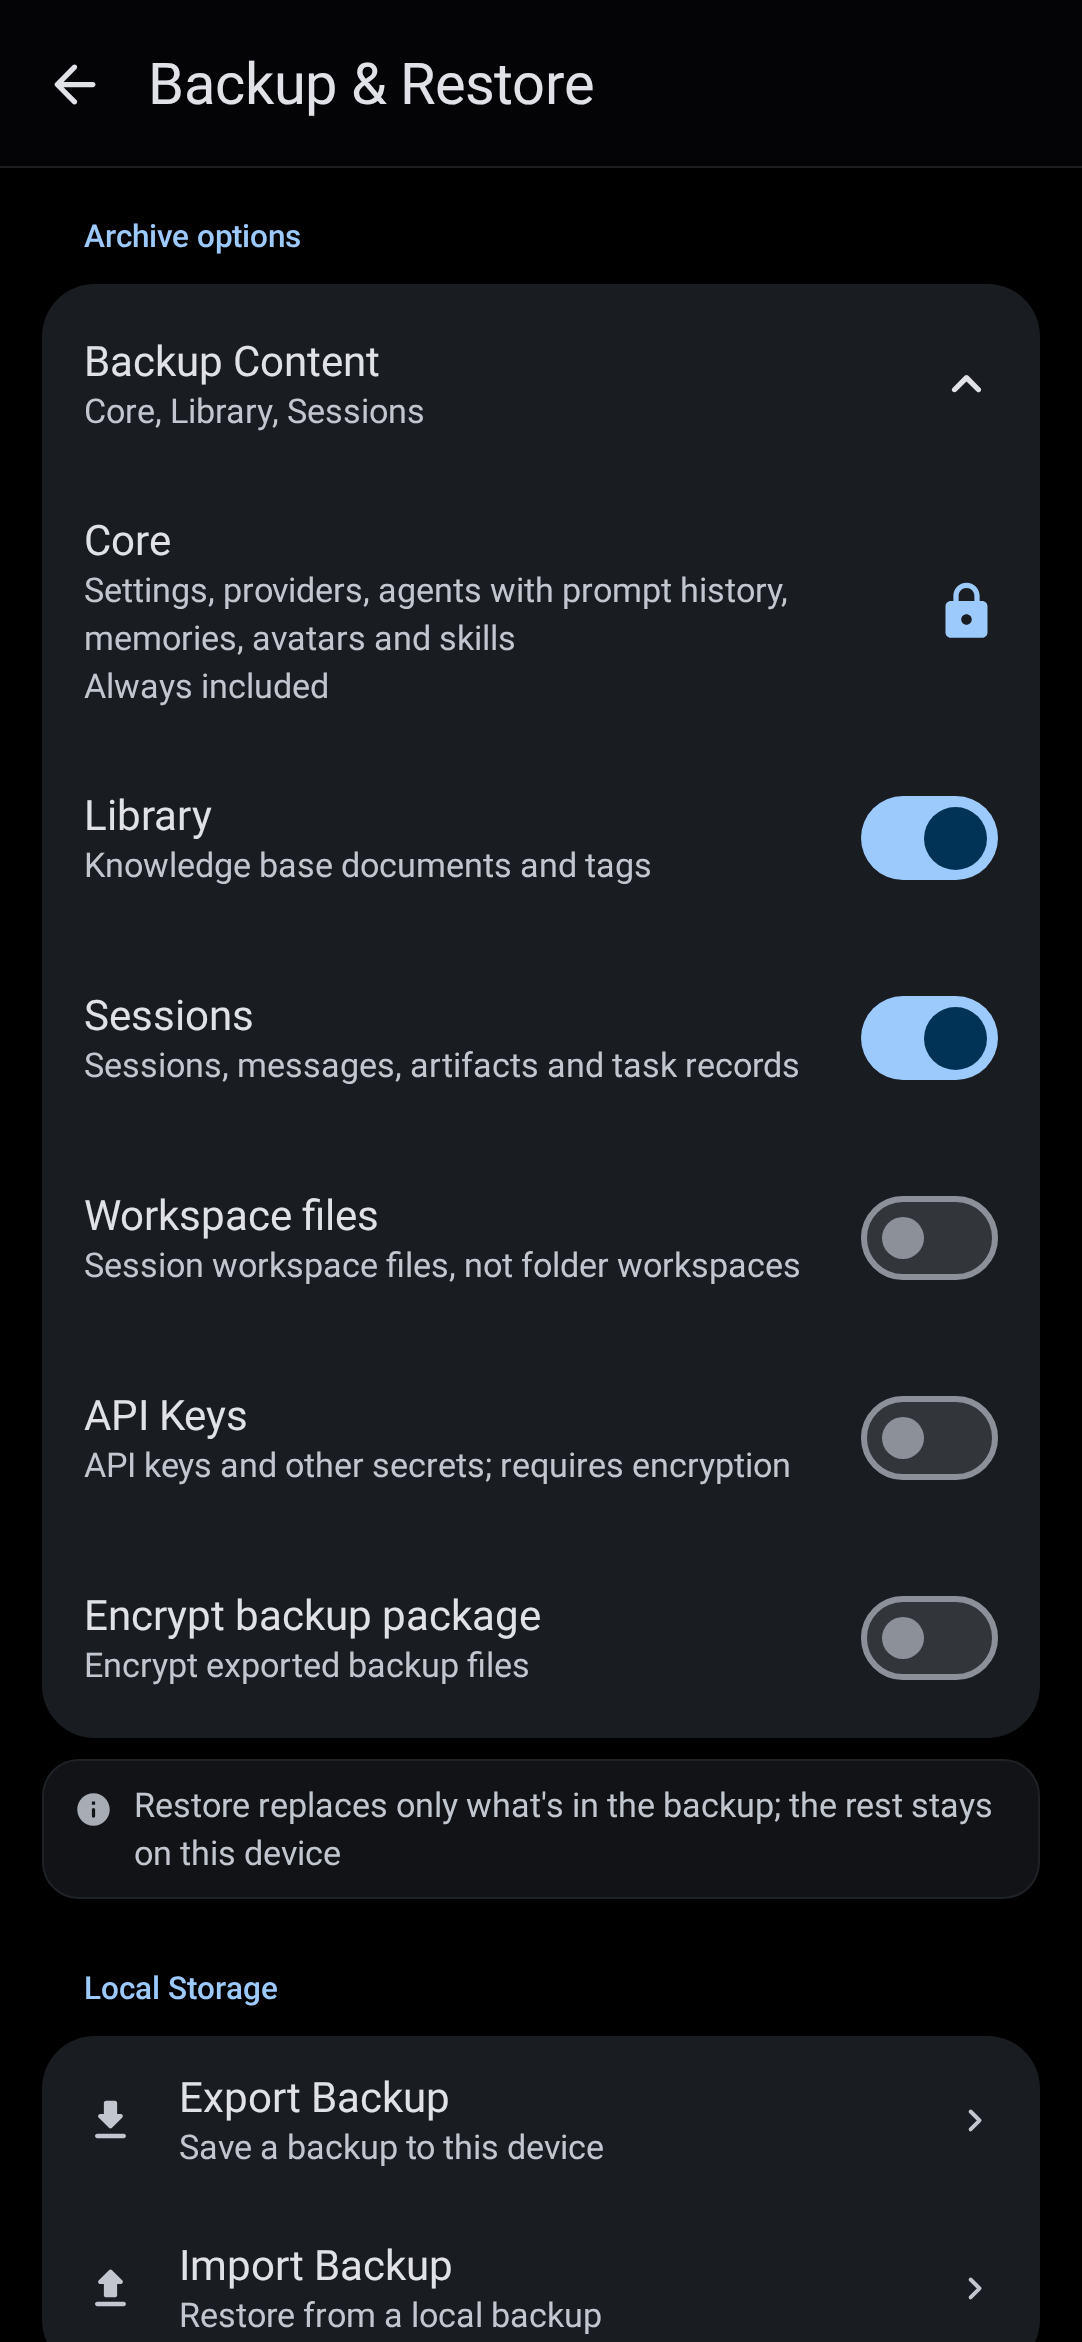 Backup & Restore
Archive options
Backup Content
Core, Library, Sessions
Core
Settings, providers, agents with prompt history,
memories, avatars and skills
Always included
Library
Knowledge base documents and tags
Sessions
Sessions, messages, artifacts and task records
Workspace files
Session workspace files, not folder workspaces
API Keys
API keys and other secrets; requires encryption
Encrypt backup package
Encrypt exported backup files
Restore replaces only what's in the backup; the rest stays
on this device
Local Storage
Export Backup
Save a backup to this device
Import Backup
Restore from a local backup